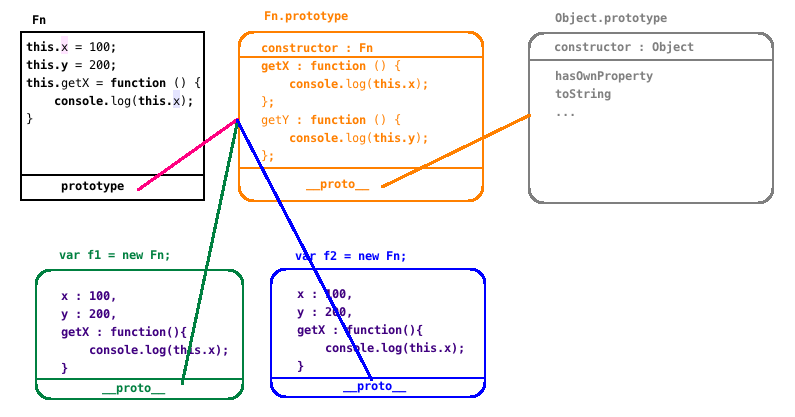 Fn
this.x = 100;
this.y = 200;
this.getX = function () {
    console.log(this.x);
}
prototype
Fn.prototype
constructor : Fn
getX : function () {
    console.log(this.x);
};
getY : function () {
    console.log(this.y);
};
__proto__
Object.prototype
constructor : Object
hasOwnProperty
toString
...
var f1 = new Fn;
x : 100,
y : 200,
getX : function(){
    console.log(this.x);
}
__proto__
var f2 = new Fn;
x : 100,
y : 200,
getX : function(){
    console.log(this.x);
}
__proto__